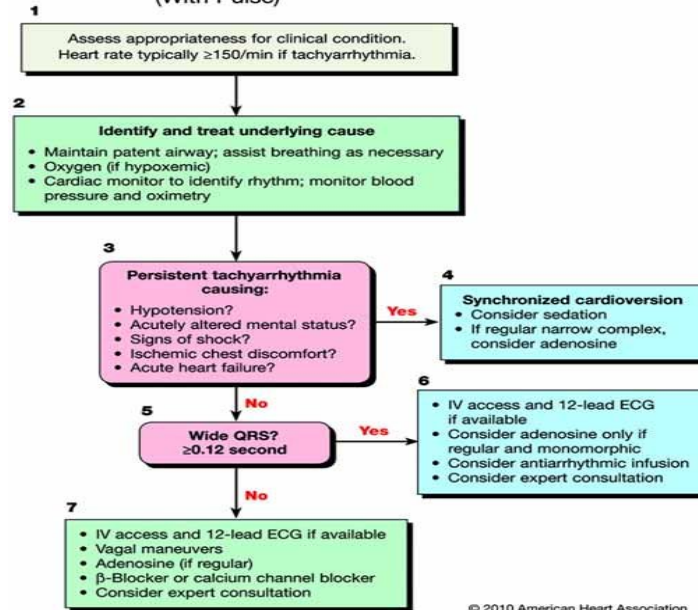 (With Pulse)
1
Assess appropriateness for clinical condition.
Heart rate typically ≥150/min if tachyarrhythmia.
2
Identify and treat underlying cause
• Maintain patent airway; assist breathing as necessary
• Oxygen (if hypoxemic)
• Cardiac monitor to identify rhythm; monitor blood
pressure and oximetry
3
Persistent tachyarrhythmia
causing:
• Hypotension?
• Acutely altered mental status?
• Signs of shock?
• Ischemic chest discomfort?
• Acute heart failure?
Yes
4
Synchronized cardioversion
• Consider sedation
• If regular narrow complex,
consider adenosine
No
5
Wide QRS?
≥0.12 second
Yes
6
• IV access and 12-lead ECG
if available
• Consider adenosine only if
regular and monomorphic
• Consider antiarrhythmic infusion
• Consider expert consultation
No
7
• IV access and 12-lead ECG if available
• Vagal maneuvers
• Adenosine (if regular)
• β-Blocker or calcium channel blocker
• Consider expert consultation
© 2010 American Heart Association